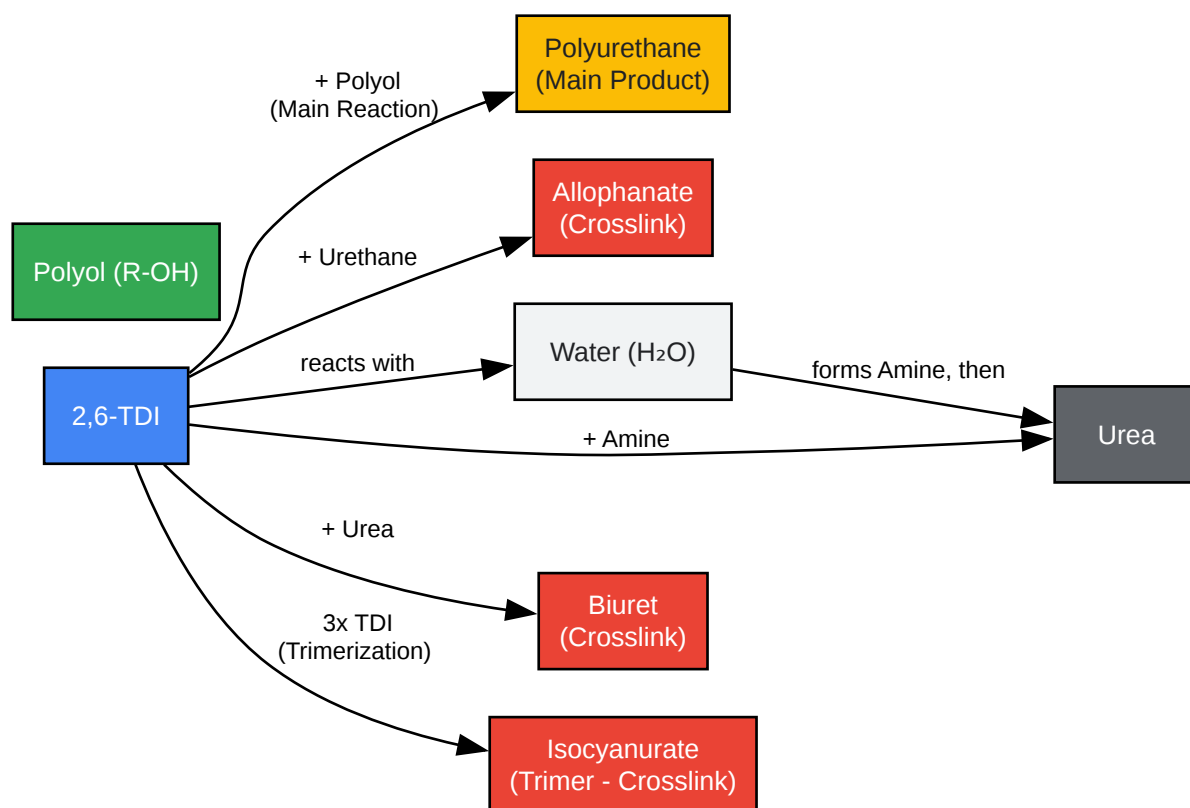 Polyurethane
(Main Product)
+ Polyol
(Main Reaction)
Allophanate
(Crosslink)
+ Urethane
Polyol (R-OH)
Water (H₂O)
reacts with
forms Amine, then
2,6-TDI
+ Amine
Urea
+ Urea
Biuret
(Crosslink)
3x TDI
(Trimerization)
Isocyanurate
(Trimer - Crosslink)